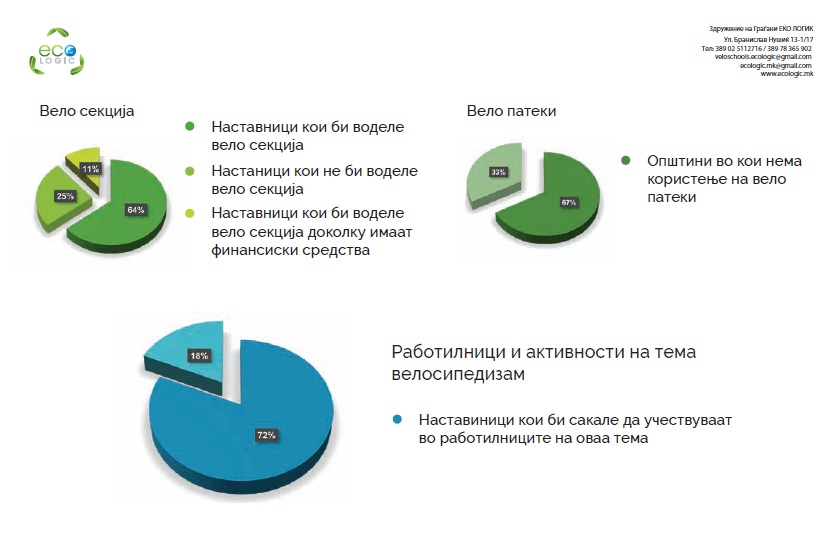 eco
LOGIC
Здружение на Граѓани ЕКО ЛОГИК
Ул. Бранислав Нушиќ 13-1/17
Тел: 389 02 5112716 / 389 78 365 902
veloschools.ecologic@gmail.com
ecologic.mk@gmail.com
www.ecologic.mk
Вело секција
11%
25%
64%
Наставници кои би воделе
вело секција
Настаници кои не би воделе
вело секција
Наставници кои би воделе
вело секција доколку имаат
финансиски средства
Вело патеки
33%
67%
Општини во кои нема
користење на вело
патеки
18%
72%
Работилници и активности на тема
велосипедизам
Наставиници кои би сакале да учествуваат
во работилниците на оваа тема